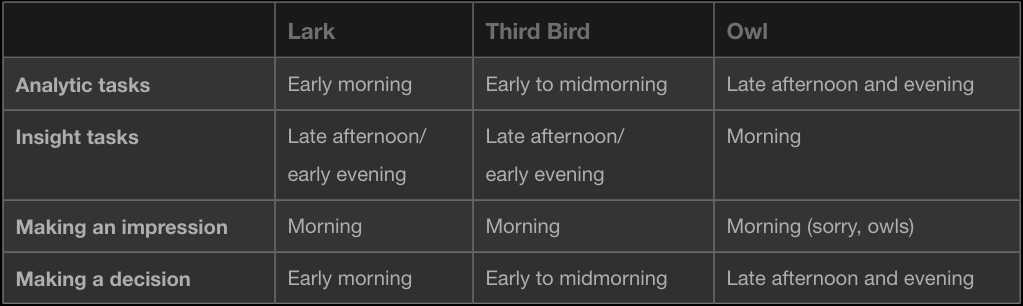 Lark Third Bird Owl
Analytic tasks Early morning Early to midmorning Late afternoon and evening
Insight tasks Late afternoon/ Late afternoon/ Morning
early evening early evening
Making an impression Morning Morning Morning (sorry, owls)
Making a decision Early morning Early to midmorning Late afternoon and evening